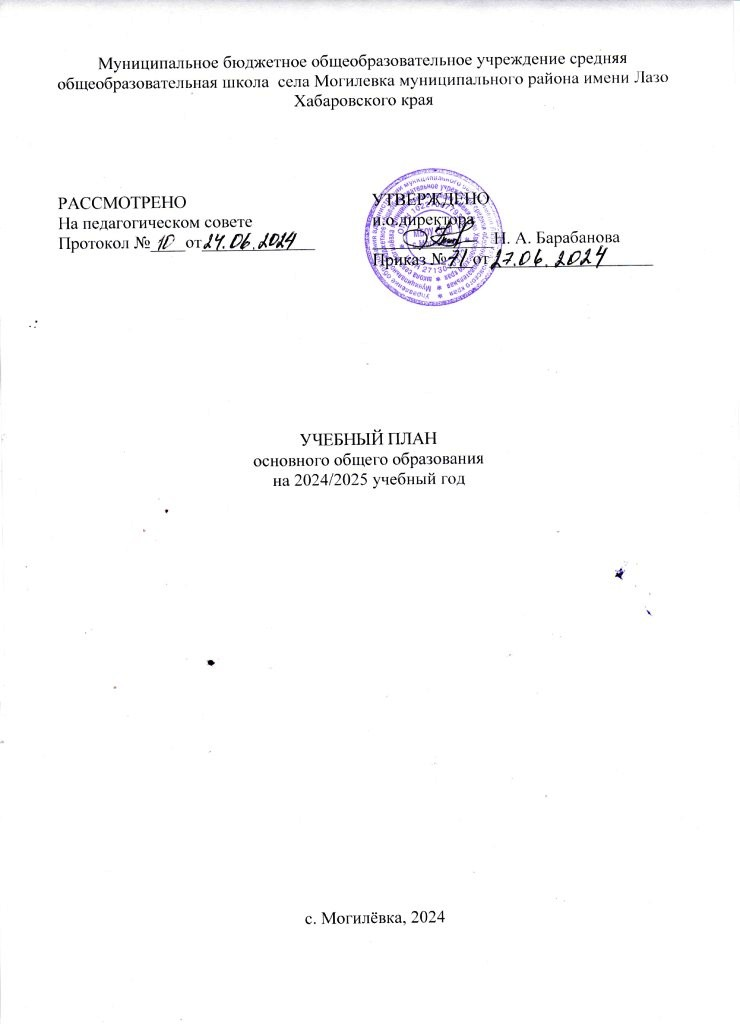 Муниципальное бюджетное общеобразовательное учреждение средняя
общеобразовательная школа села Могилевка муниципального района имени Лазо
Хабаровского края
РАССМОТРЕНО
На педагогическом совете
Протокол № 10 от 24.06.2024
УТВЕРЖДЕНО
и.о.директора
Н. А. Барабанова
Приказ № 71 от 27.06.2024
УЧЕБНЫЙ ПЛАН
основного общего образования
на 2024/2025 учебный год
с. Могилёвка, 2024